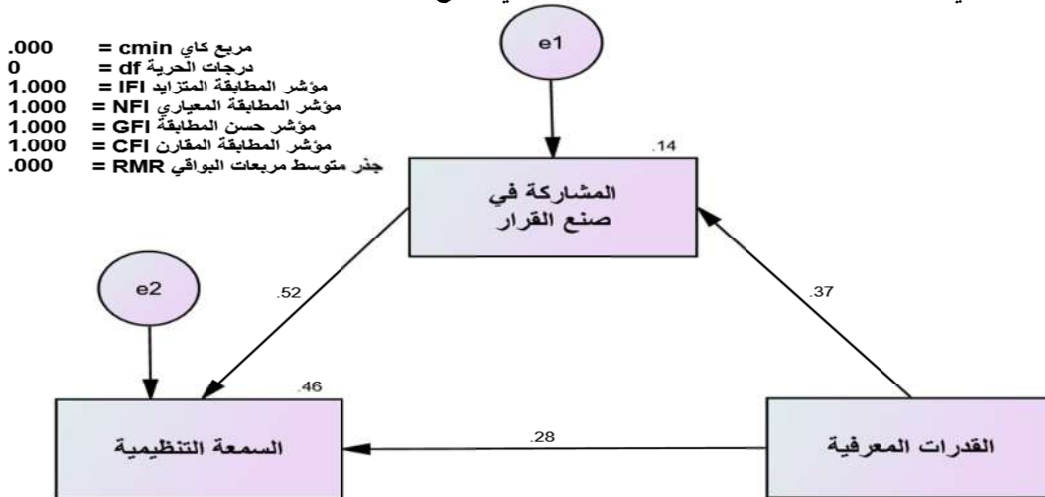 مربع كاي cmin = .000
درجات الحرية df = 0
مؤشر المطابقة المتزايد IFI = 1.000
مؤشر المطابقة المعياري NFI = 1.000
مؤشر حسن المطابقة GFI = 1.000
مؤشر المطابقة المقارن CFI = 1.000
جذر متوسط مربعات البواقي RMR = .000
e1
.14
المشاركة في
صنع القرار
e2
.52
.37
.46
السمعة التنظيمية
.28
القدرات المعرفية